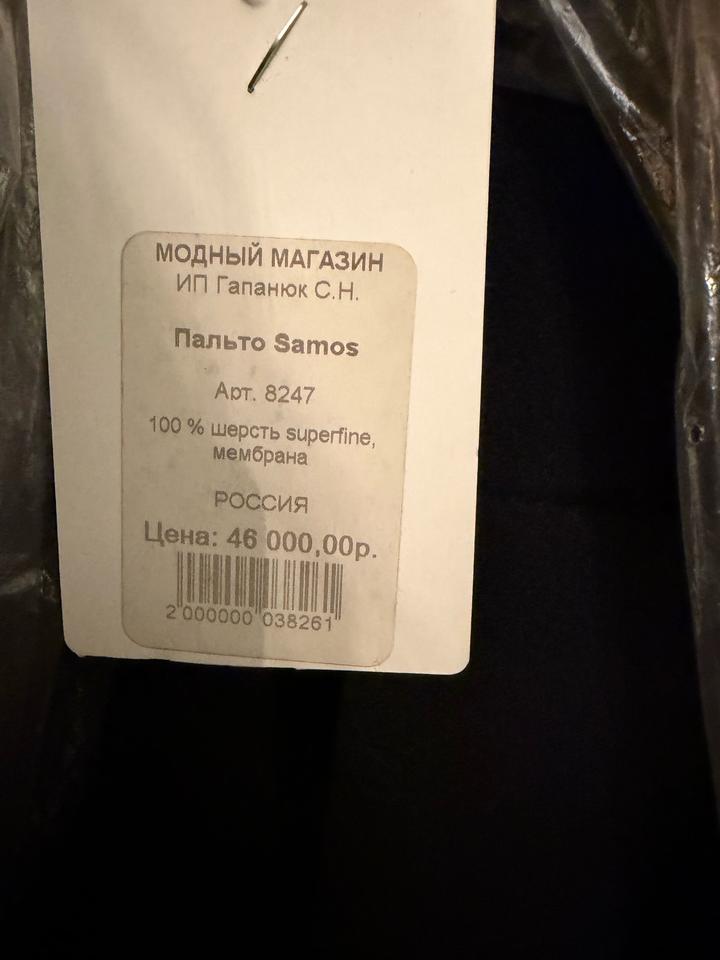 МОДНЫЙ МАГАЗИН
ИП Гапанюк С.Н.
Пальто Samos
Арт. 8247
100 % шерсть superfine,
мембрана
РОССИЯ
Цена: 46 000,00р.
2 000000 038261